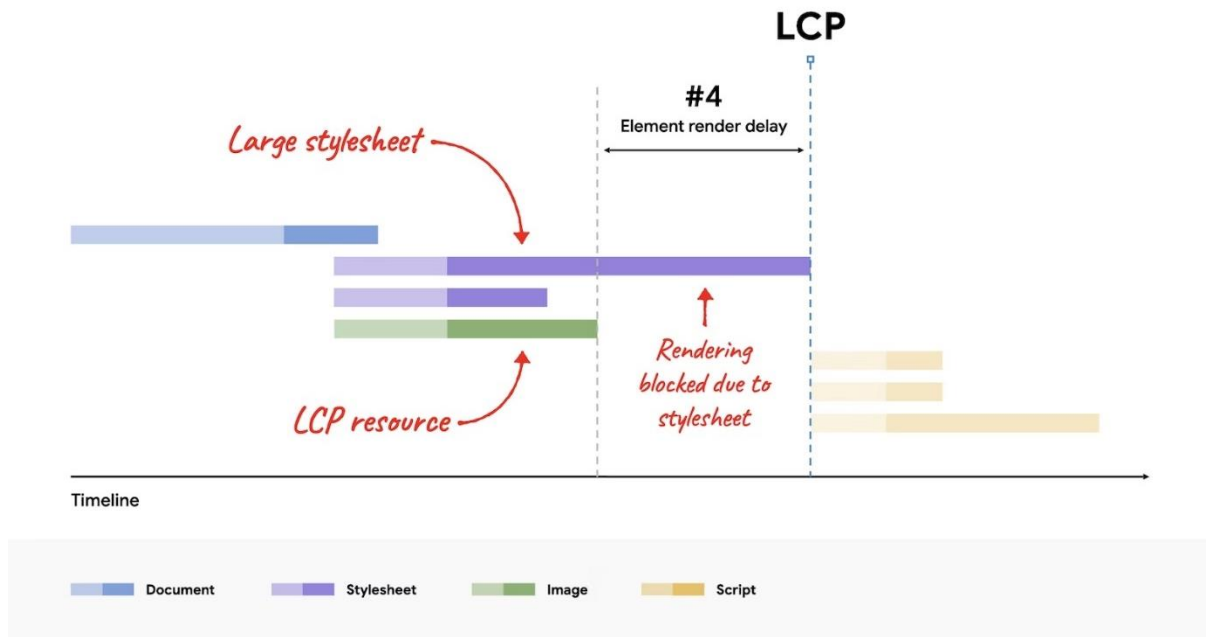 LCP
#4
Element render delay
Large stylesheet
Rendering
blocked due to
stylesheet
LCP resource
Timeline
Document
Stylesheet
Image
Script